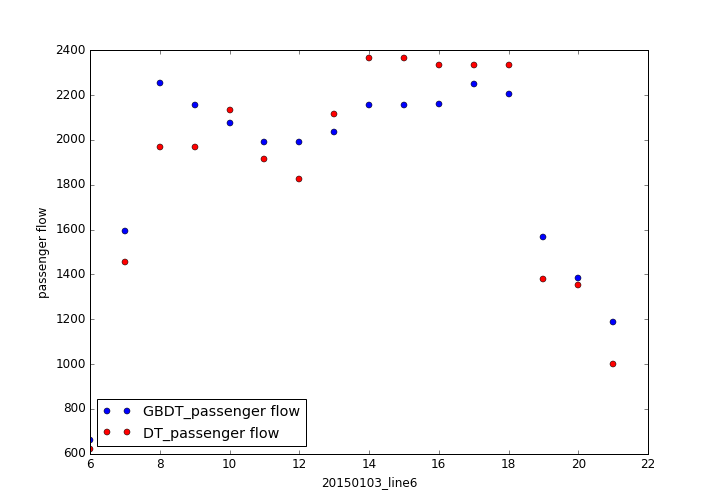 2400
2200
2000
1800
1600
1400
1200
1000
800
600
passenger flow
GBDT_passenger flow
DT_passenger flow
6 8 10 12 14 16 18 20 22
20150103_line6